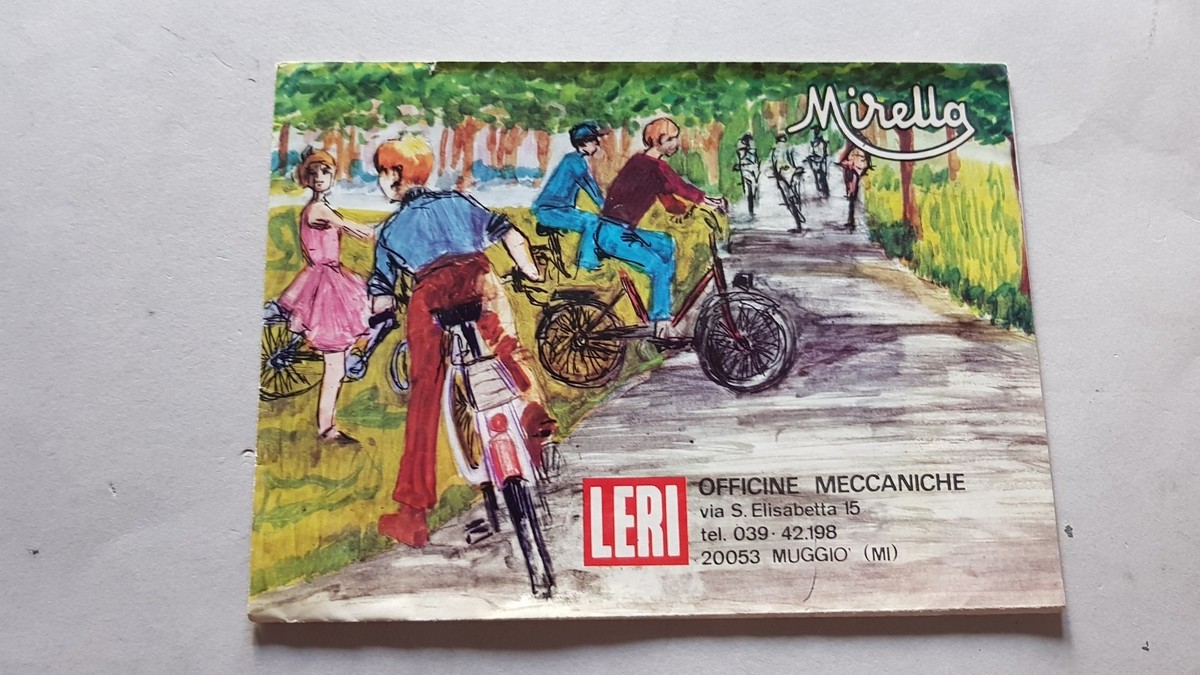 Mirella
LERI
OFFICINE MECCANICHE
via S. Elisabetta 15
tel. 039 - 42.198
20053 MUGGIO' (MI)